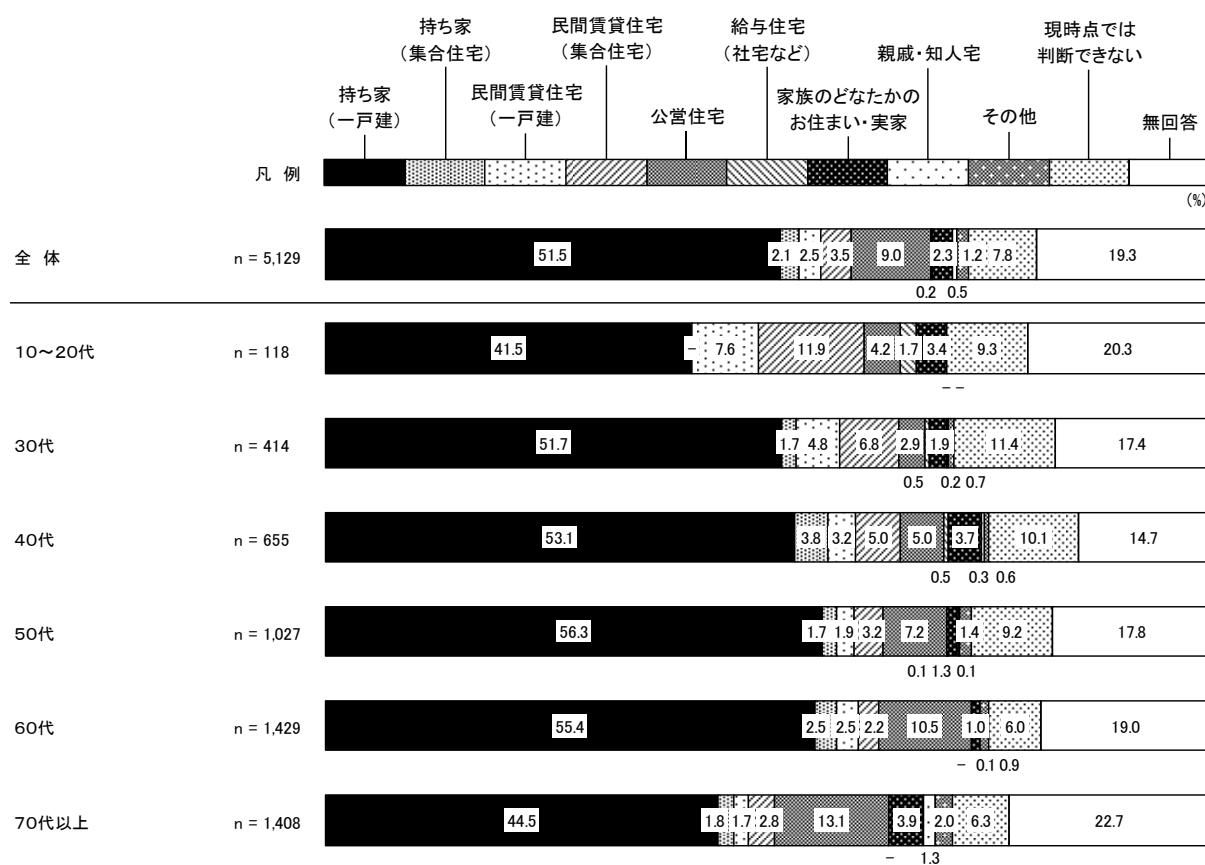 持ち家
(集合住宅)
民間賃貸住宅
(集合住宅)
給与住宅
(社宅など)
親戚・知人宅
現時点では
判断できない
持ち家
(一戸建)
民間賃貸住宅
(一戸建)
公営住宅
家族のどなたかの
お住まい・実家
その他
無回答
凡 例
(%)
全 体 n = 5,129 51.5 2.1 2.5 3.5 9.0 2.3 1.2 7.8 19.3
0.2 0.5
10～20代 n = 118 41.5 － 7.6 11.9 4.2 1.7 3.4 9.3 20.3
－ －
30代 n = 414 51.7 1.7 4.8 6.8 2.9 1.9 11.4 17.4
0.5 0.2 0.7
40代 n = 655 53.1 3.8 3.2 5.0 5.0 3.7 10.1 14.7
0.5 0.3 0.6
50代 n = 1,027 56.3 1.7 1.9 3.2 7.2 1.4 9.2 17.8
0.1 1.3 0.1
60代 n = 1,429 55.4 2.5 2.5 2.2 10.5 1.0 6.0 19.0
－ 0.1 0.9
70代以上 n = 1,408 44.5 1.8 1.7 2.8 13.1 3.9 2.0 6.3 22.7
－ 1.3